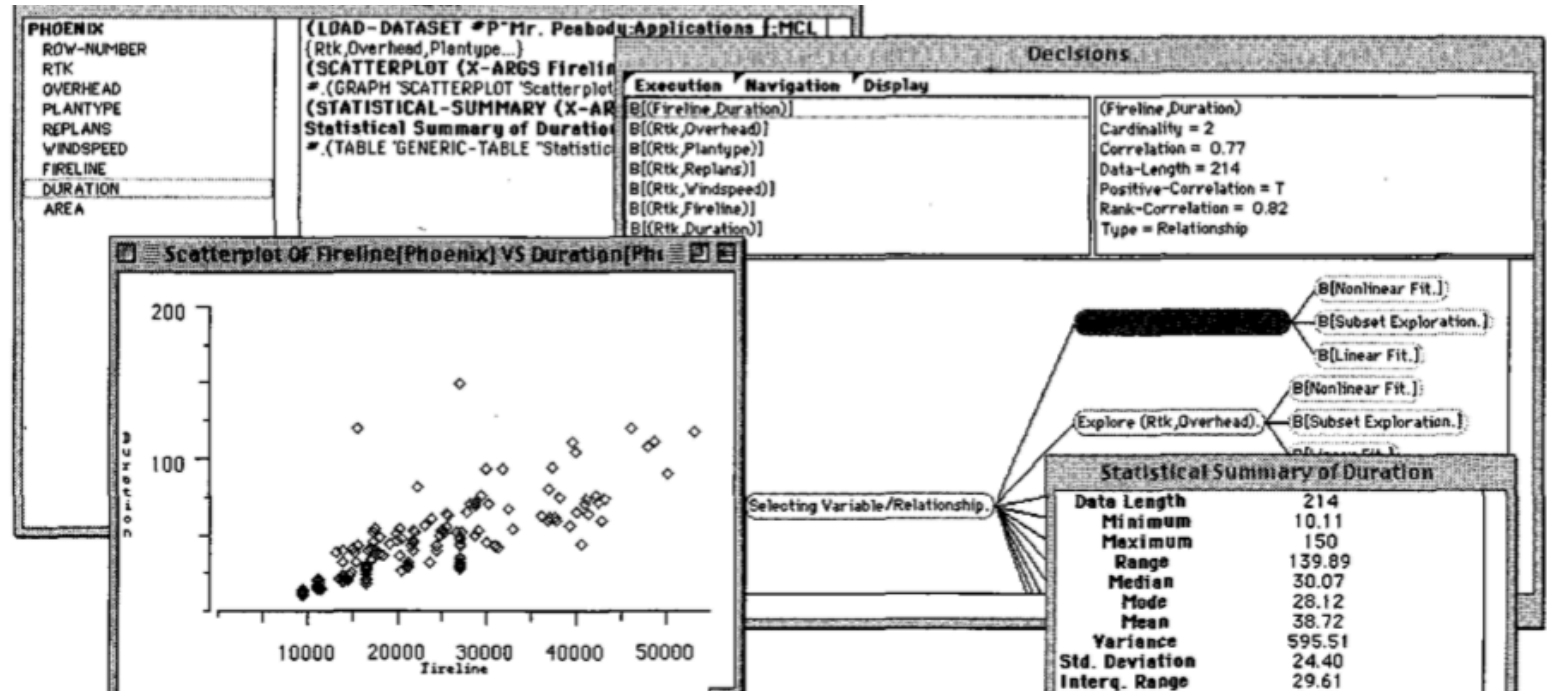 PHOENIX
ROW-NUMBER
RTK
OVERHEAD
PLANTYPE
REPLANS
WINDSPEED
FIRELINE
DURATION
AREA
(LOAD-DATASET #P"Mr. Peabody:Applications f:MCL
{Rtk,Overhead,Plantype...}
(SCATTERPLOT (X-ARGS Firelin
#.(GRAPH 'SCATTERPLOT "Scatterplot
(STATISTICAL-SUMMARY (X-AR
Statistical Summary of Duratio
#.(TABLE 'GENERIC-TABLE "Statistic
Decisions
Execution Navigation Display
B[(Fireline,Duration)]
B[(Rtk,Overhead)]
B[(Rtk,Plantype)]
B[(Rtk,Replans)]
B[(Rtk,Windspeed)]
B[(Rtk,Fireline)]
B[(Rtk,Duration)]
(Fireline,Duration)
Cardinality = 2
Correlation = 0.77
Data-Length = 214
Positive-Correlation = T
Rank-Correlation = 0.82
Type = Relationship
Selecting Variable/Relationship.
B[Nonlinear Fit.]
B[Subset Exploration.]
B[Linear Fit.]
Explore (Rtk,Overhead).
B[Nonlinear Fit.]
B[Subset Exploration.]
B[Linear Fit.]
Scatterplot OF Fireline[Phoenix] VS Duration[Pho
200
100
Duration
10000 20000 30000 40000 50000
Fireline
Statistical Summary of Duration
Data Length 214
Minimum 10.11
Maximum 150
Range 139.89
Median 30.07
Mode 28.12
Mean 38.72
Variance 595.51
Std. Deviation 24.40
Interq. Range 29.61